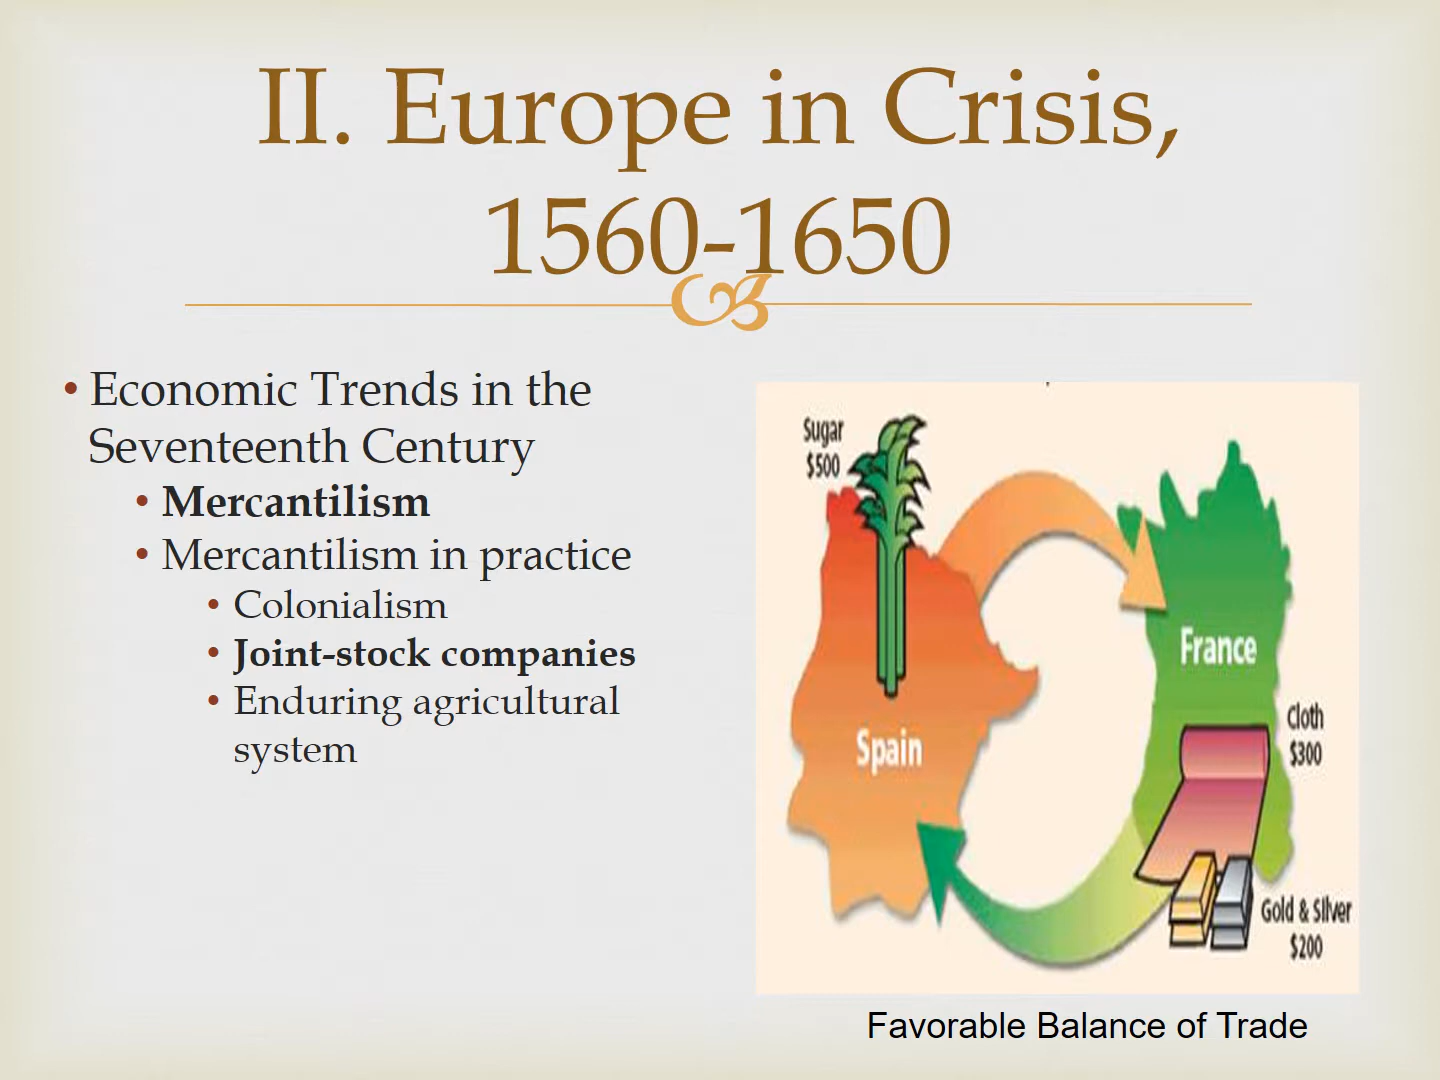 II. Europe in Crisis,
1560-1650
• Economic Trends in the
Seventeenth Century
• Mercantilism
• Mercantilism in practice
• Colonialism
• Joint-stock companies
• Enduring agricultural
system
Sugar
$500
France
Spain
Cloth
$300
Gold & Silver
$200
Favorable Balance of Trade